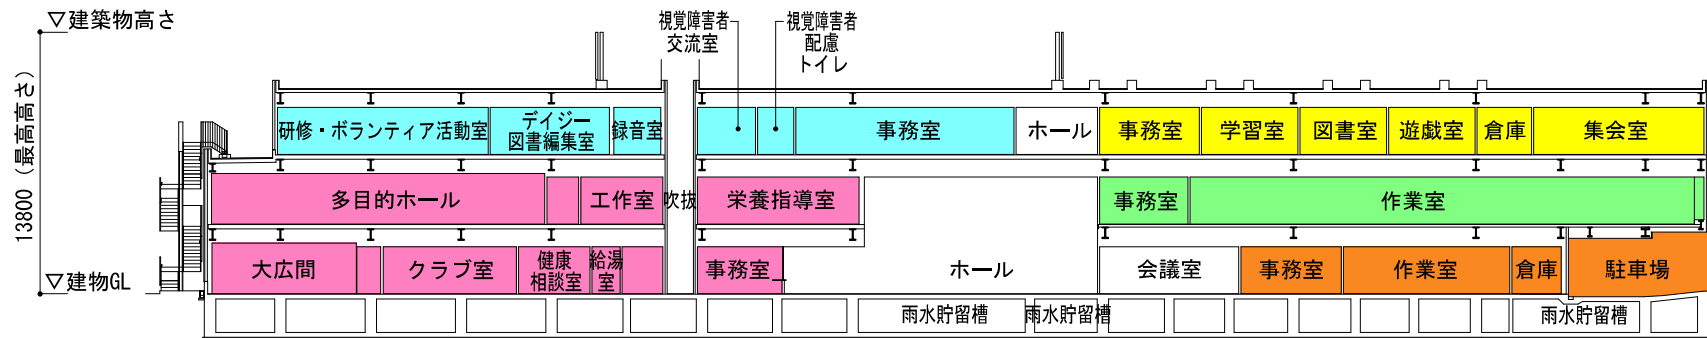 ▽建築物高さ
視覚障害者
交流室
視覚障害者
配慮
トイレ
13800（最高高さ）
研修・ボランティア活動室
デイジー
図書編集室
録音室
事務室
ホール
事務室
学習室
図書室
遊戯室
倉庫
集会室
多目的ホール
工作室
吹抜
栄養指導室
事務室
作業室
大広間
クラブ室
健康
相談室
給湯
室
事務室
ホール
会議室
事務室
作業室
倉庫
駐車場
▽建物GL
雨水貯留槽
雨水貯留槽
雨水貯留槽